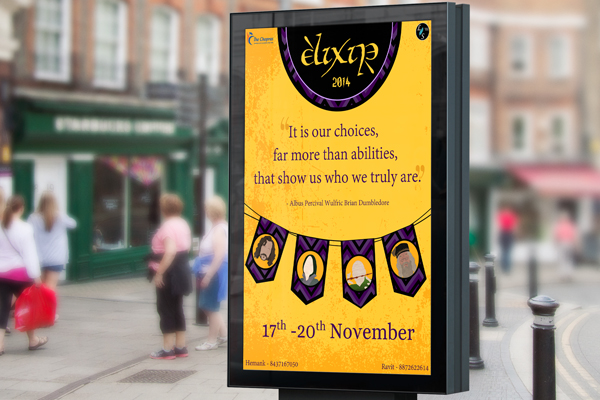 èlixir
2014
"It is our choices,
far more than abilities,
that show us who we truly are."
- Albus Percival Wulfric Brian Dumbledore
17th -20th November
Hemank - 8437167050
Ravit - 8872622614
STARBUCKS COFFEE